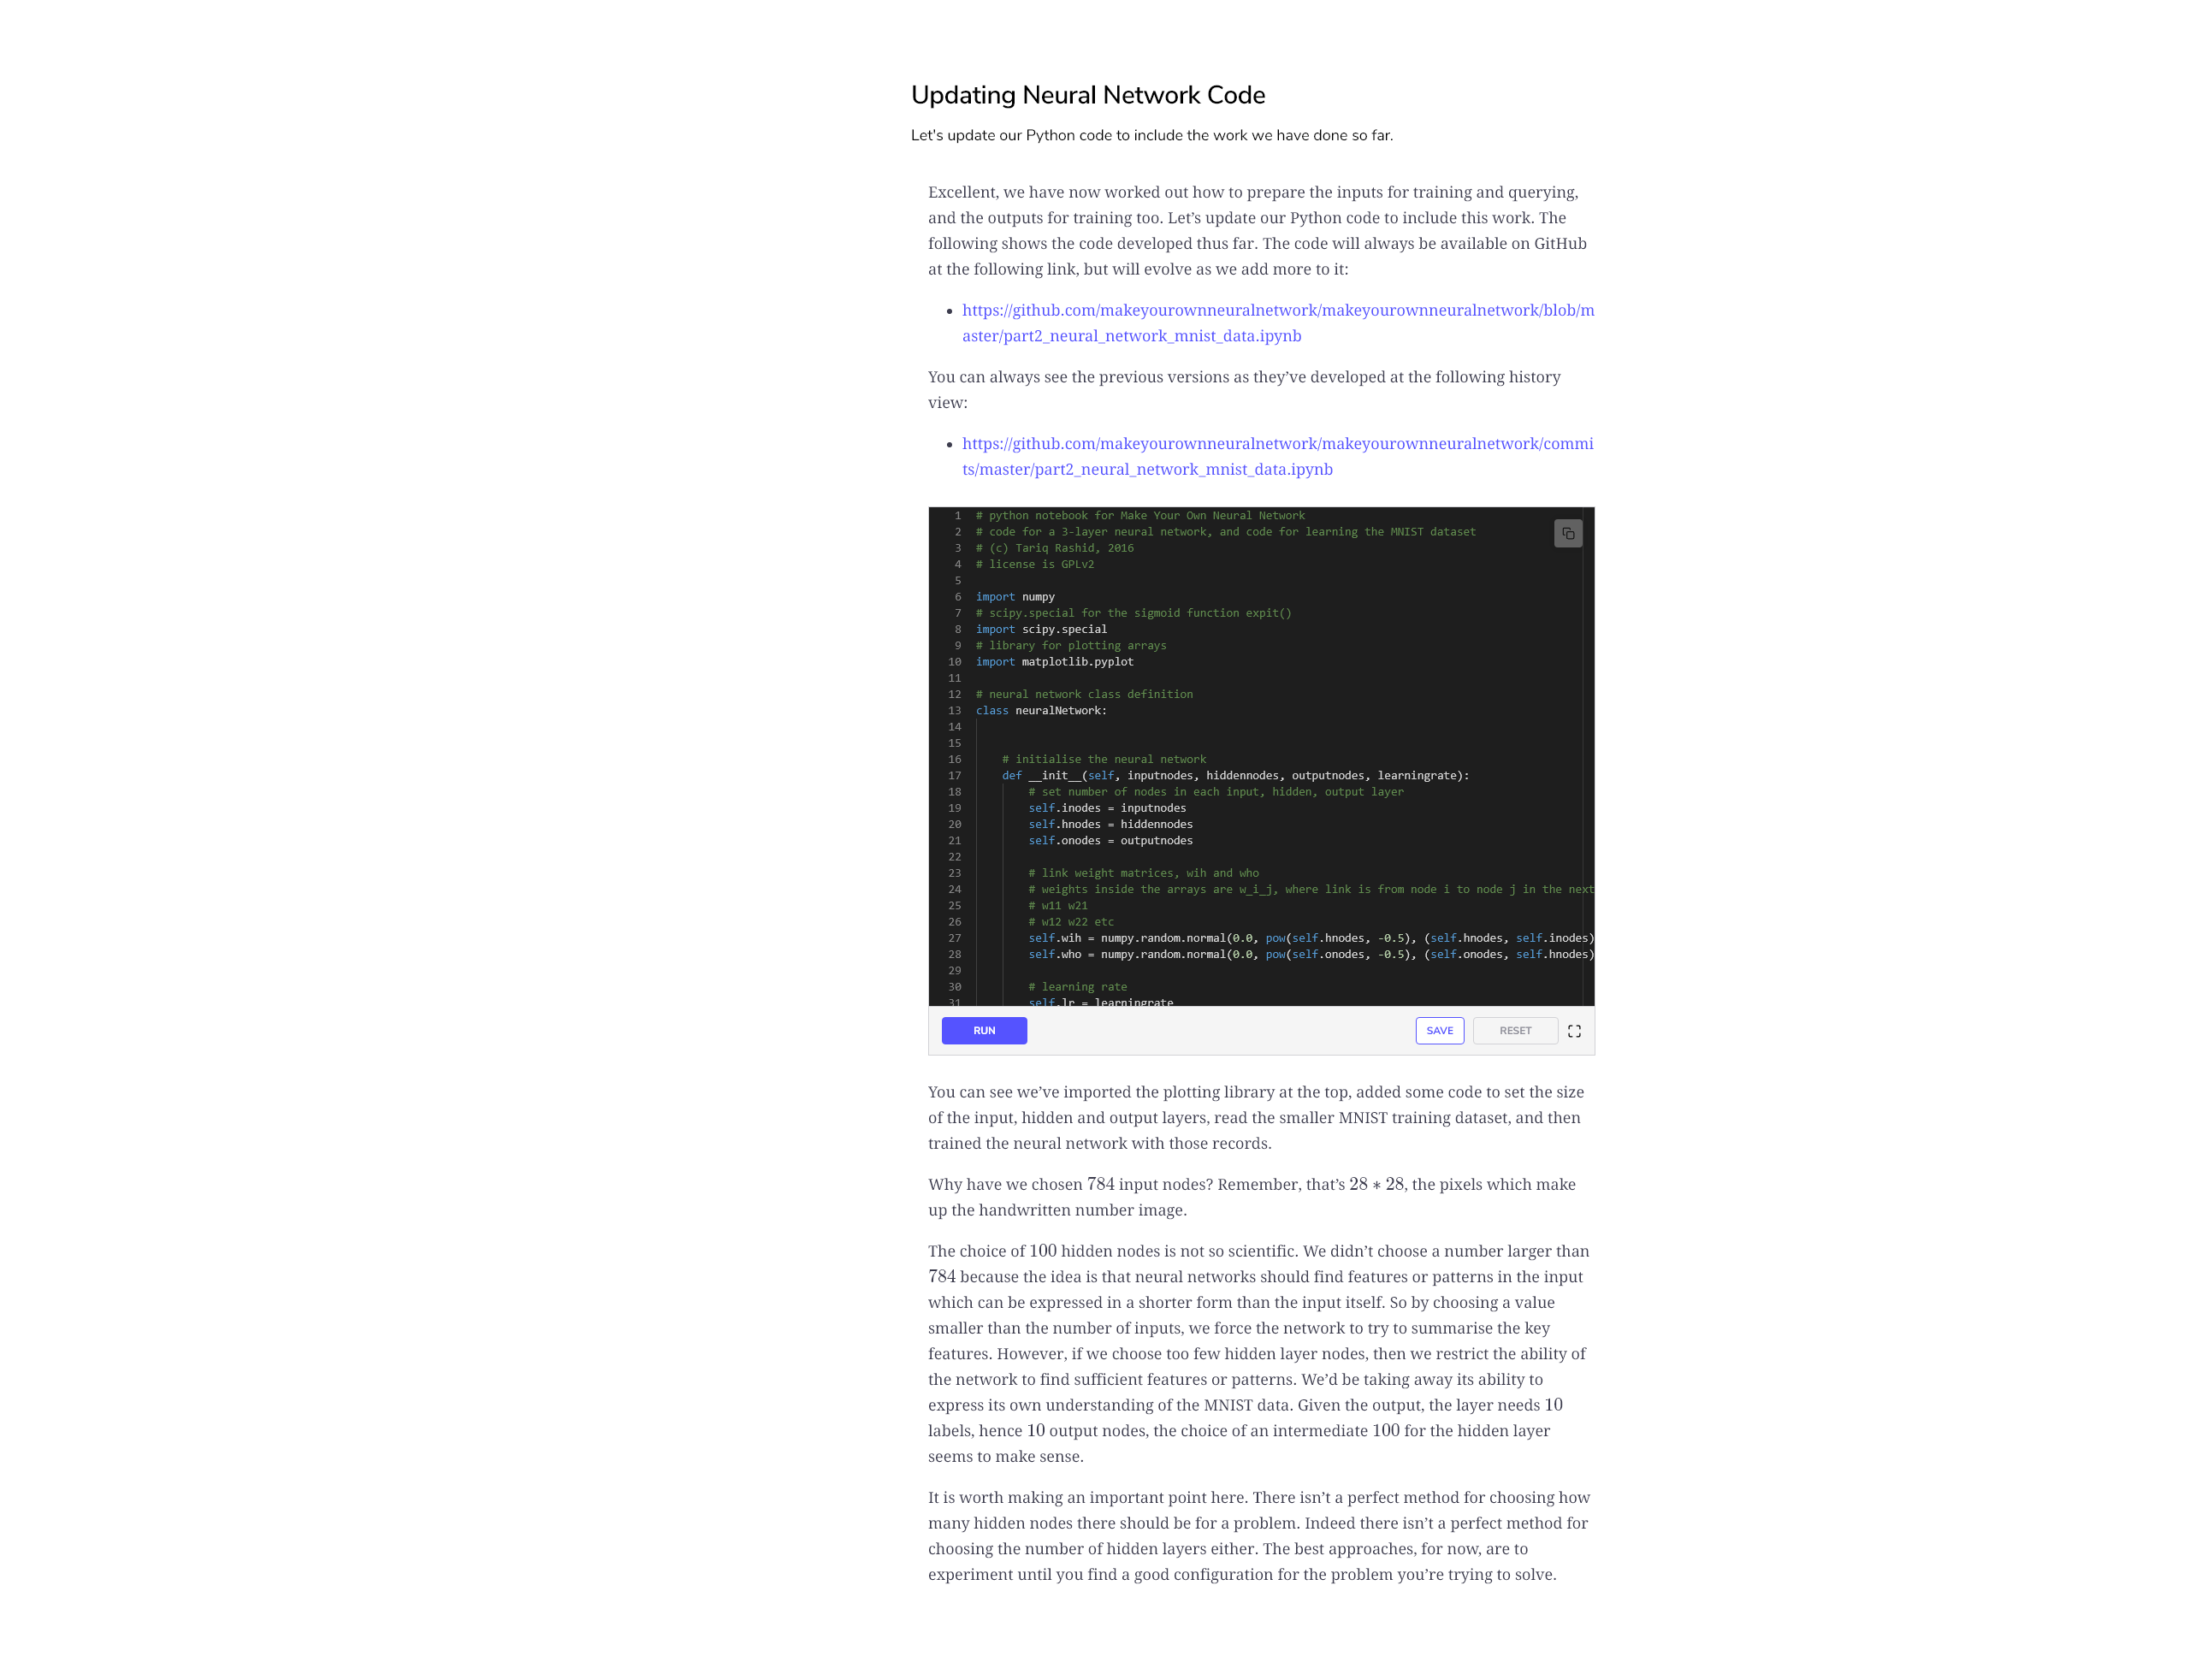 Updating Neural Network Code
Let's update our Python code to include the work we have done so far.
Excellent, we have now worked out how to prepare the inputs for training and querying,
and the outputs for training too. Let’s update our Python code to include this work. The
following shows the code developed thus far. The code will always be available on GitHub
at the following link, but will evolve as we add more to it:
• https://github.com/makeyourownneuralnetwork/makeyourownneuralnetwork/blob/m
aster/part2_neural_network_mnist_data.ipynb
You can always see the previous versions as they’ve developed at the following history
view:
• https://github.com/makeyourownneuralnetwork/makeyourownneuralnetwork/commi
ts/master/part2_neural_network_mnist_data.ipynb
1 # python notebook for Make Your Own Neural Network
2 # code for a 3-layer neural network, and code for learning the MNIST dataset
3 # (c) Tariq Rashid, 2016
4 # license is GPLv2
5
6 import numpy
7 # scipy.special for the sigmoid function expit()
8 import scipy.special
9 # library for plotting arrays
10 import matplotlib.pyplot
11
12 # neural network class definition
13 class neuralNetwork:
14
15
16     # initialise the neural network
17     def __init__(self, inputnodes, hiddennodes, outputnodes, learningrate):
18         # set number of nodes in each input, hidden, output layer
19         self.inodes = inputnodes
20         self.hnodes = hiddennodes
21         self.onodes = outputnodes
22
23         # link weight matrices, wih and who
24         # weights inside the arrays are w_i_j, where link is from node i to node j in the next
25         # w11 w21
26         # w12 w22 etc
27         self.wih = numpy.random.normal(0.0, pow(self.hnodes, -0.5), (self.hnodes, self.inodes)
28         self.who = numpy.random.normal(0.0, pow(self.onodes, -0.5), (self.onodes, self.hnodes)
29
30         # learning rate
31         self.lr = learningrate
RUN SAVE RESET
You can see we’ve imported the plotting library at the top, added some code to set the size
of the input, hidden and output layers, read the smaller MNIST training dataset, and then
trained the neural network with those records.
Why have we chosen 784 input nodes? Remember, that’s 28 ∗ 28, the pixels which make
up the handwritten number image.
The choice of 100 hidden nodes is not so scientific. We didn’t choose a number larger than
784 because the idea is that neural networks should find features or patterns in the input
which can be expressed in a shorter form than the input itself. So by choosing a value
smaller than the number of inputs, we force the network to try to summarise the key
features. However, if we choose too few hidden layer nodes, then we restrict the ability of
the network to find sufficient features or patterns. We’d be taking away its ability to
express its own understanding of the MNIST data. Given the output, the layer needs 10
labels, hence 10 output nodes, the choice of an intermediate 100 for the hidden layer
seems to make sense.
It is worth making an important point here. There isn’t a perfect method for choosing how
many hidden nodes there should be for a problem. Indeed there isn’t a perfect method for
choosing the number of hidden layers either. The best approaches, for now, are to
experiment until you find a good configuration for the problem you’re trying to solve.